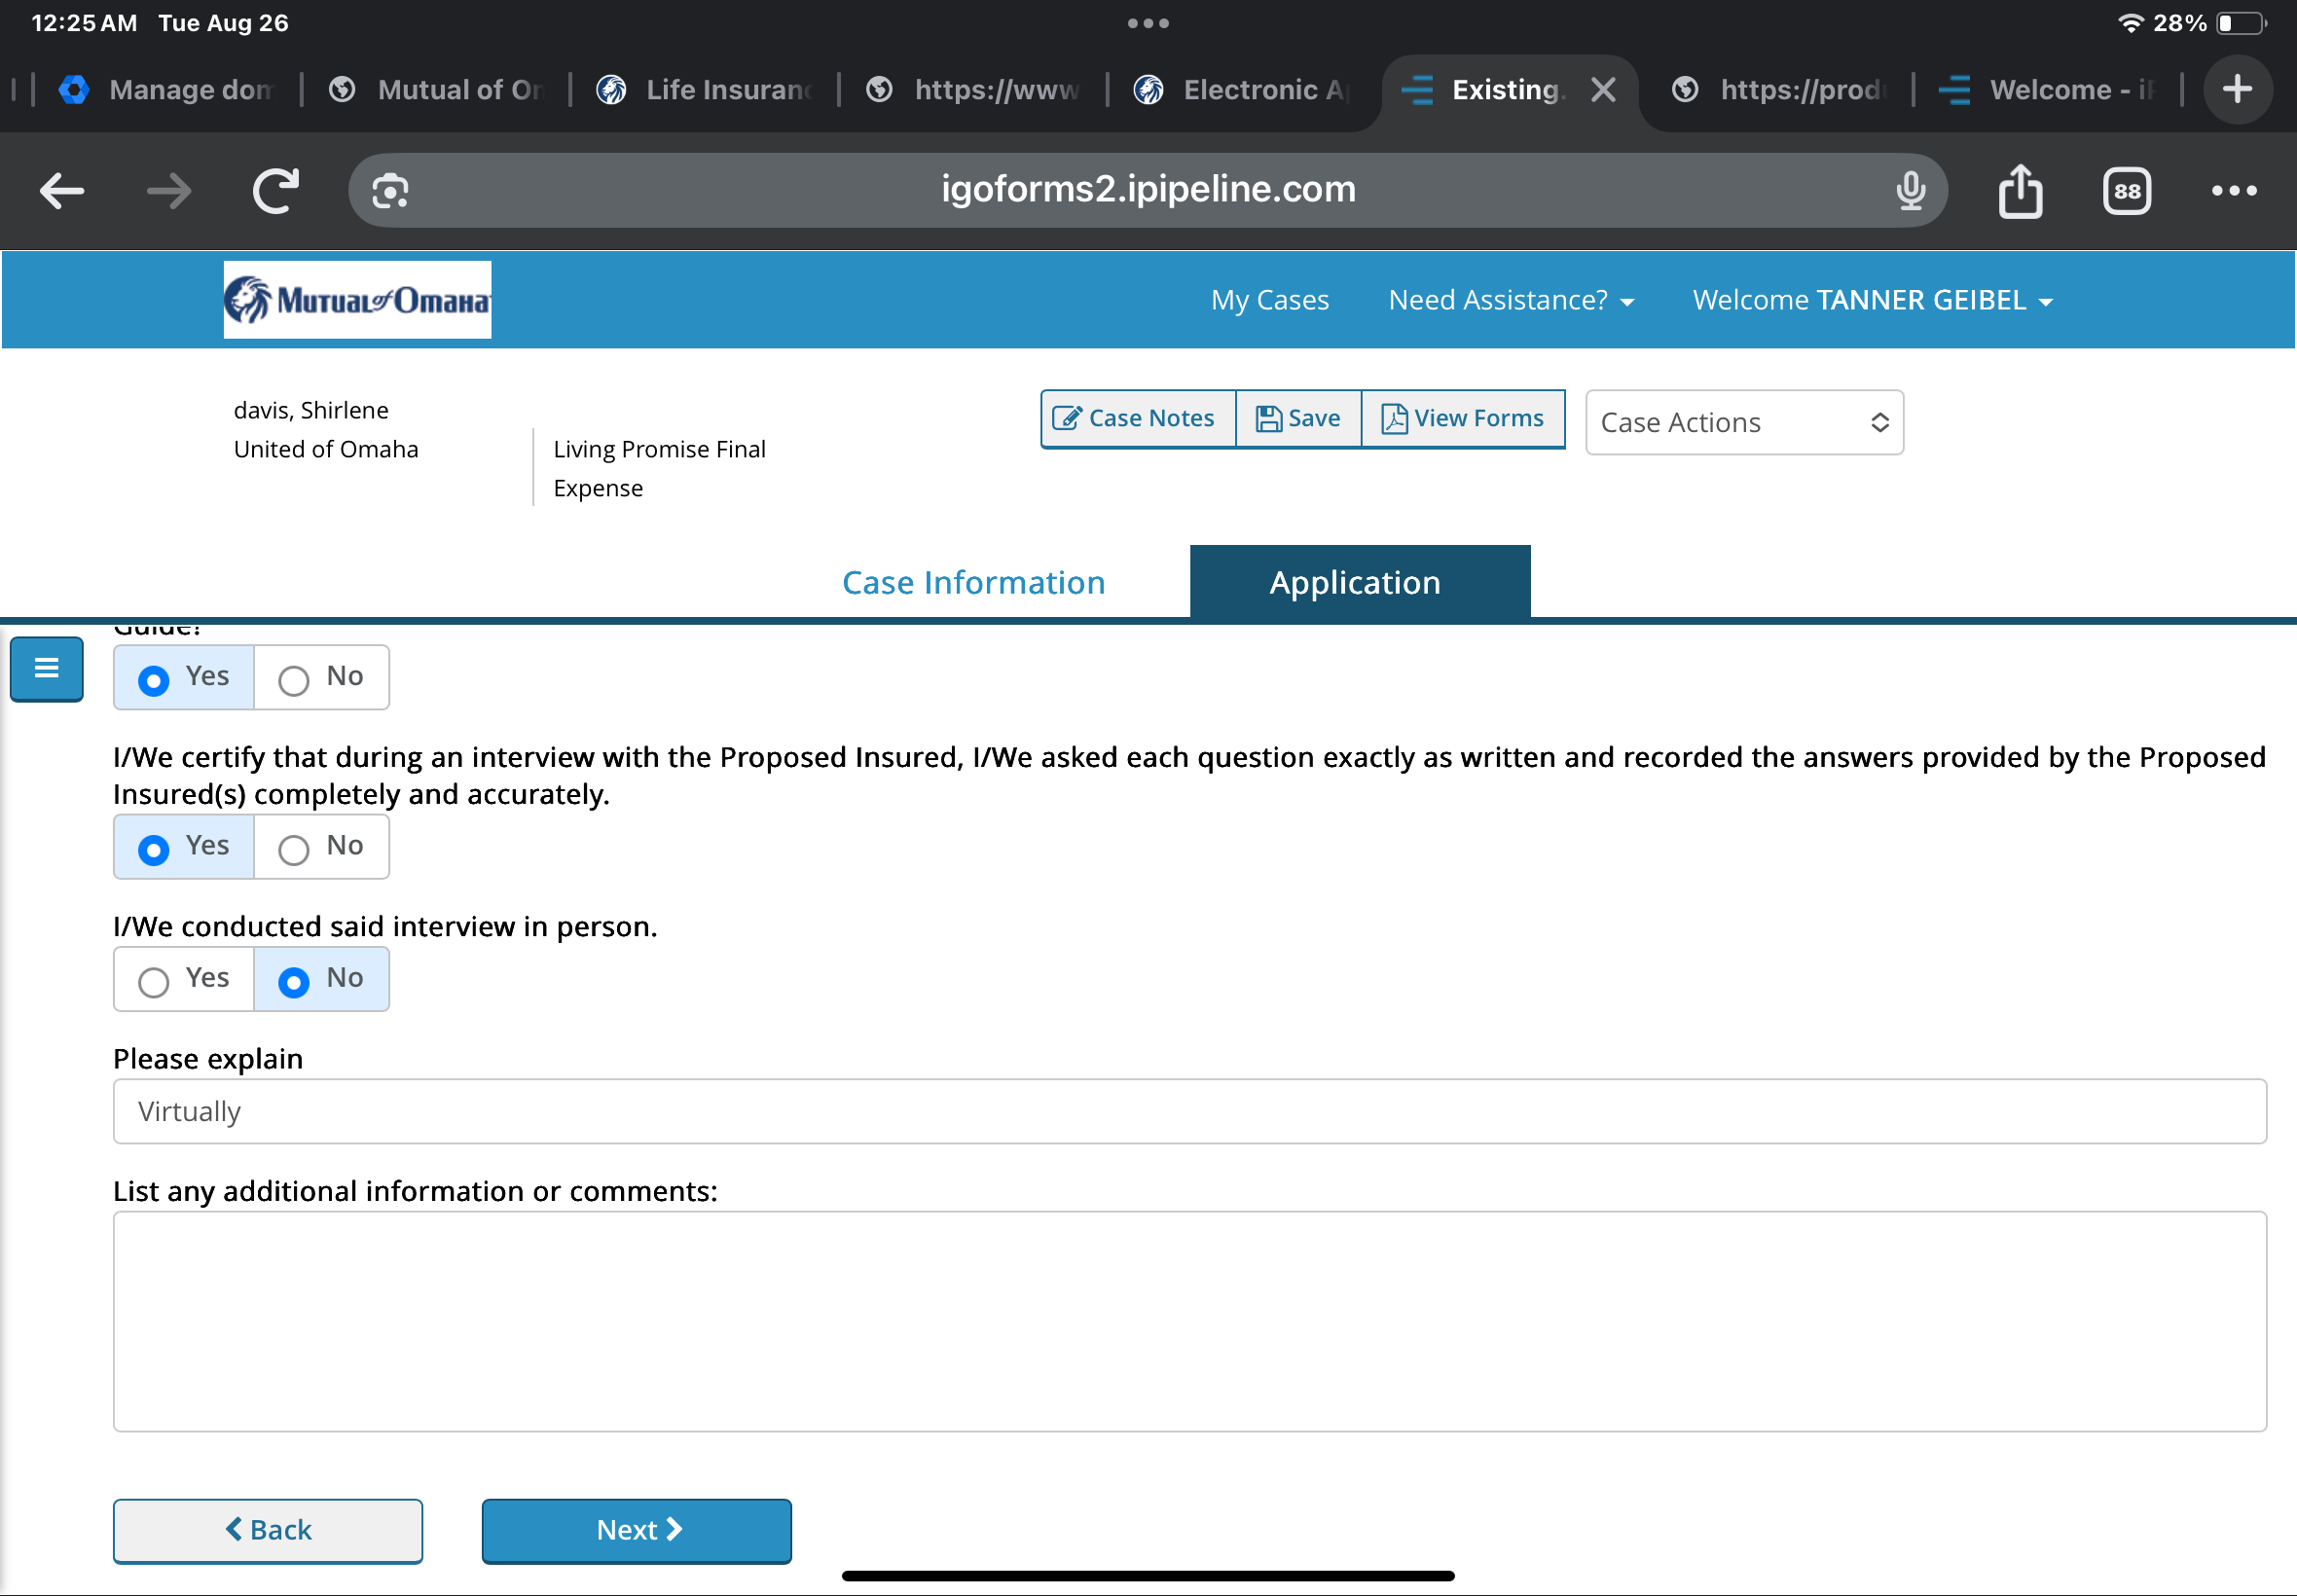 12:25 AM Tue Aug 26
28%
Manage dom
Mutual of Om
Life Insuranc
https://www
Electronic Ap
Existing.
https://prod
Welcome - iP
igoforms2.ipipeline.com
88
Mutual of Omaha
My Cases
Need Assistance?
Welcome TANNER GEIBEL
davis, Shirlene
United of Omaha
Living Promise Final
Expense
Case Notes
Save
View Forms
Case Actions
Case Information
Application
Guide?
Yes
No
I/We certify that during an interview with the Proposed Insured, I/We asked each question exactly as written and recorded the answers provided by the Proposed
Insured(s) completely and accurately.
Yes
No
I/We conducted said interview in person.
Yes
No
Please explain
Virtually
List any additional information or comments:
Back
Next